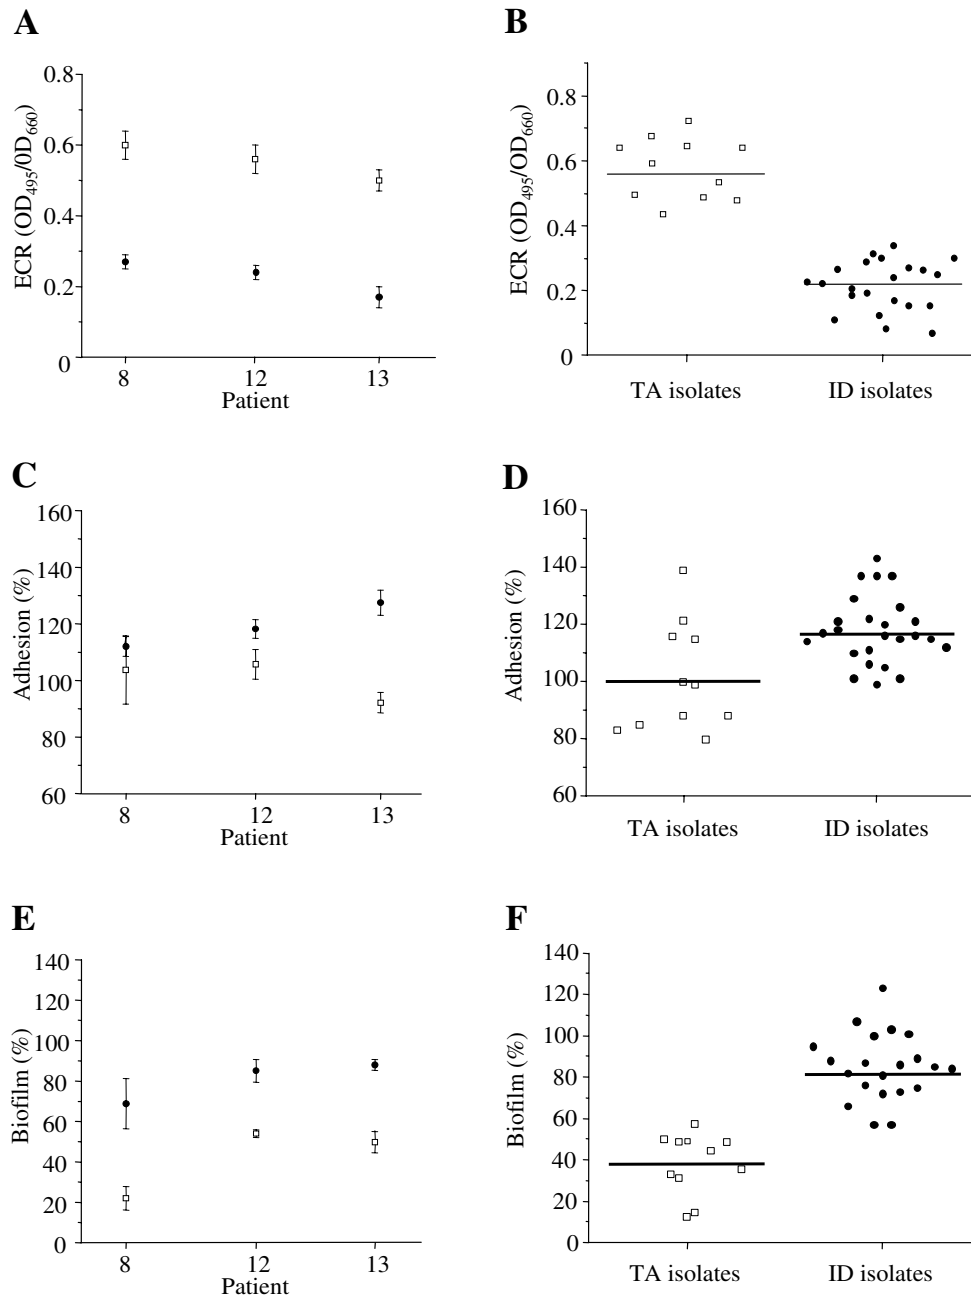 A
ECR (OD495/0D660)
0.8
0.6
0.4
0.2
0
8 12 13
Patient
B
ECR (OD495/OD660)
0.8
0.6
0.4
0.2
0
TA isolates ID isolates
C
Adhesion (%)
160
140
120
100
80
60
8 12 13
Patient
D
Adhesion (%)
160
140
120
100
80
60
TA isolates ID isolates
E
Biofilm (%)
140
120
100
80
60
40
20
0
8 12 13
Patient
F
Biofilm (%)
140
120
100
80
60
40
20
0
TA isolates ID isolates